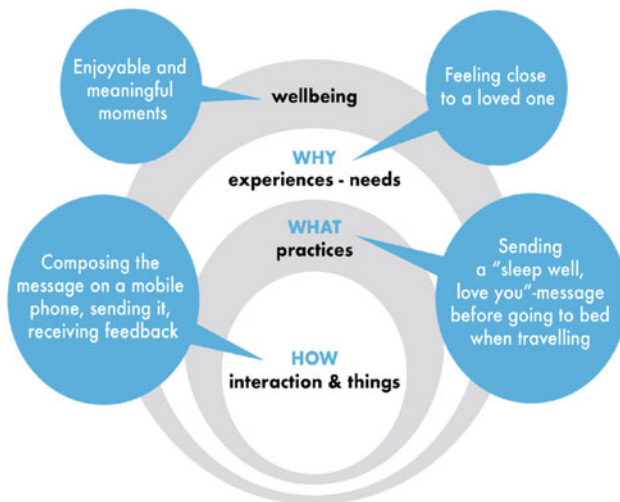 Enjoyable and
meaningful
moments
wellbeing
Feeling close
to a loved one
WHY
experiences - needs
WHAT
practices
Composing the
message on a mobile
phone, sending it,
receiving feedback
Sending
a "sleep well,
love you"-message
before going to bed
when travelling
HOW
interaction & things